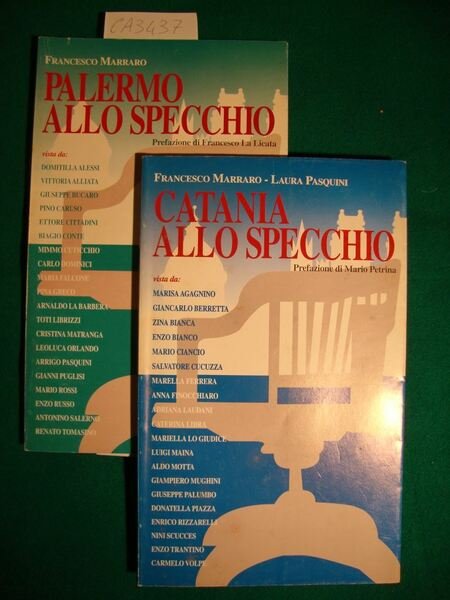 CA3437
FRANCESCO MARRARO
PALERMO
ALLO SPECCHIO
Prefazione di Francesco La Licata
vista da:
DOMITILLA ALESSI
VITTORIA ALLIATA
GIUSEPPE BUCARO
PINO CARUSO
ETTORE CITTADINI
BIAGIO CONTE
MIMMO CUTICCHIO
CARLO DOMINICI
MARIA FALCONE
PINA GRECO
ARNALDO LA BARBERA
TOTI LIBRIZZI
CRISTINA MATRANGA
LEOLUCA ORLANDO
ARRIGO PASQUINI
GIANNI PUGLISI
MARIO ROSSI
ENZO RUSSO
ANTONINO SALERNO
RENATO TOMASINO
FRANCESCO MARRARO - LAURA PASQUINI
CATANIA
ALLO SPECCHIO
Prefazione di Mario Petrina
vista da:
MARISA AGAGNINO
GIANCARLO BERRETTA
ZINA BIANCA
ENZO BIANCO
MARIO CIANCIO
SALVATORE CUCUZZA
MARELLA FERRERA
ANNA FINOCCHIARO
ADRIANA LAUDANI
CATERINA LIBRA
MARIELLA LO GIUDICE
LUIGI MAINA
ALDO MOTTA
GIAMPIERO MUGHINI
GIUSEPPE PALUMBO
DONATELLA PIAZZA
ENRICO RIZZARELLI
NINI SCUCCES
ENZO TRANTINO
CARMELO VOLPE